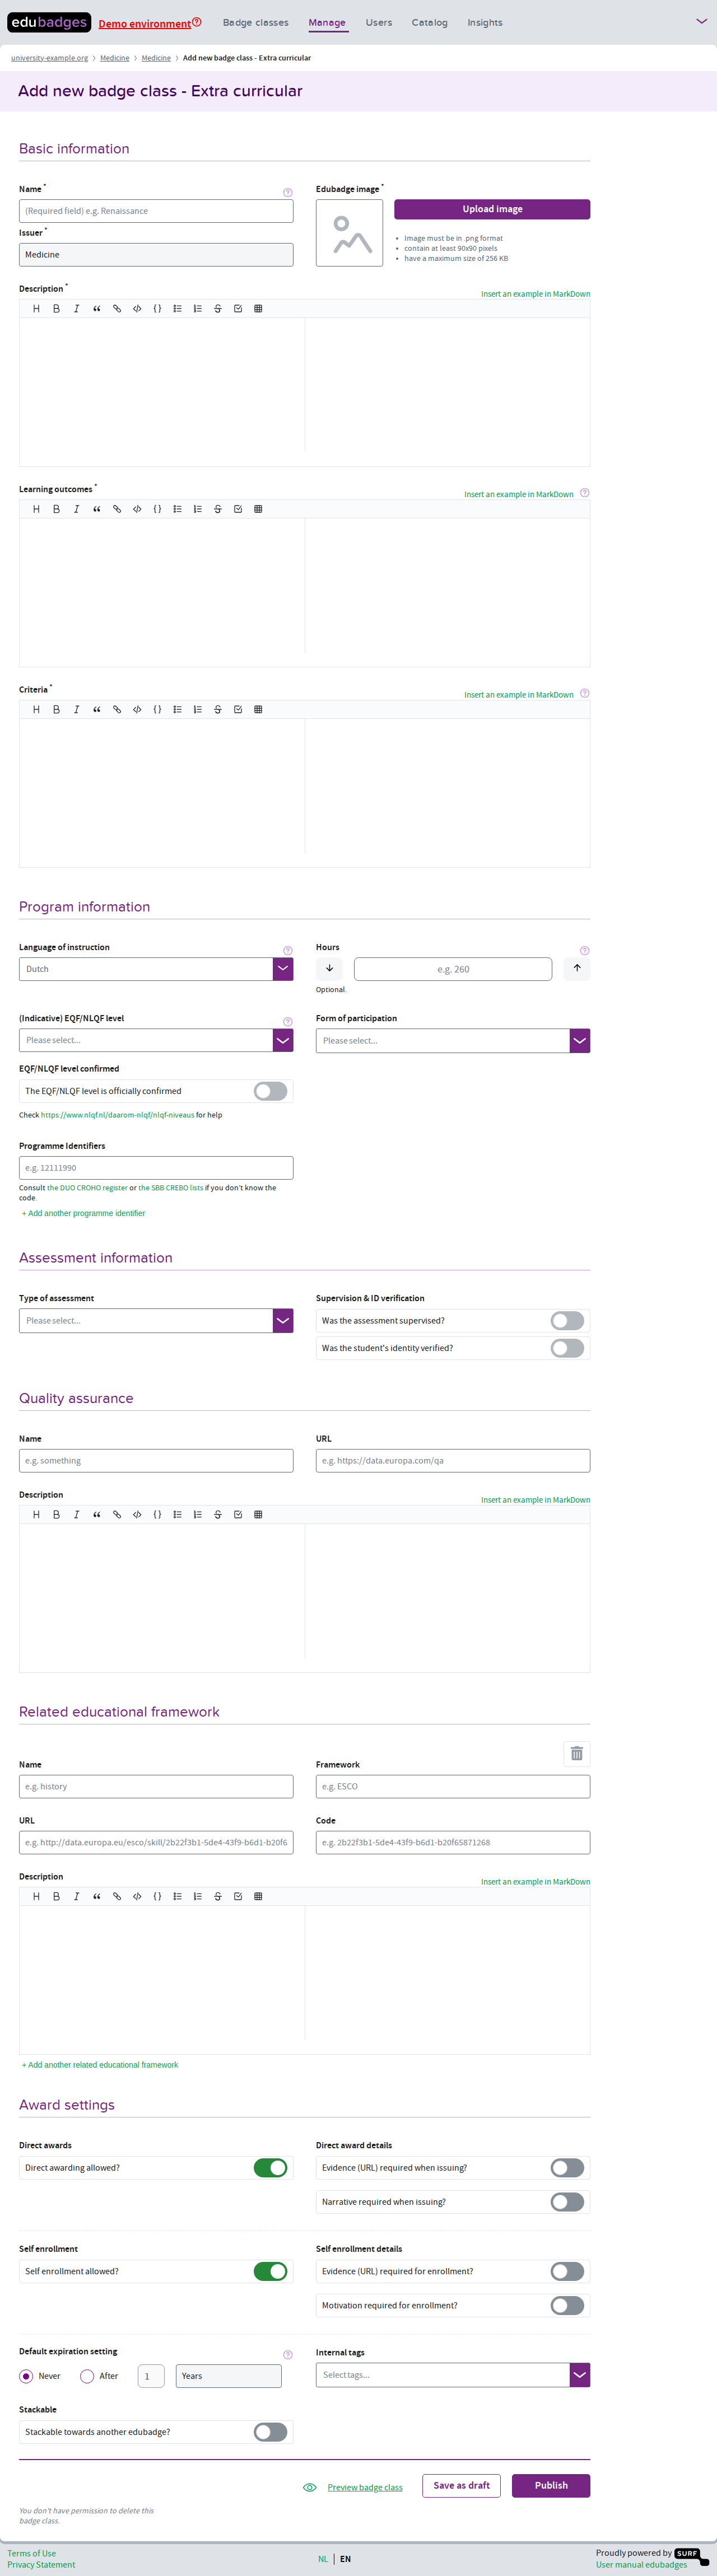 edubadges Demo environment Badge classes Manage Users Catalog Insights
university-example.org > Medicine > Medicine > Add new badge class - Extra curricular
Add new badge class - Extra curricular
Basic information
Name *
(Required field) e.g. Renaissance
Issuer *
Medicine
Edubadge image *
Upload image
• Image must be in .png format
• contain at least 90x90 pixels
• have a maximum size of 256 KB
Description *
Insert an example in MarkDown
Learning outcomes *
Insert an example in MarkDown
Criteria *
Insert an example in MarkDown
Program information
Language of instruction
Dutch
Hours
e.g. 260
Optional.
(Indicative) EQF/NLQF level
Please select...
Form of participation
Please select...
EQF/NLQF level confirmed
The EQF/NLQF level is officially confirmed
Check https://www.nlqf.nl/daarom-nlqf/nlqf-niveaus for help
Programme Identifiers
e.g. 12111990
Consult the DUO CROHO register or the SBB CREBO lists if you don't know the
code.
+ Add another programme identifier
Assessment information
Type of assessment
Please select...
Supervision & ID verification
Was the assessment supervised?
Was the student's identity verified?
Quality assurance
Name
e.g. something
URL
e.g. https://data.europa.com/qa
Description
Insert an example in MarkDown
Related educational framework
Name
e.g. history
Framework
e.g. ESCO
URL
e.g. http://data.europa.eu/esco/skill/2b22f3b1-5de4-43f9-b6d1-b20f6
Code
e.g. 2b22f3b1-5de4-43f9-b6d1-b20f65871268
Description
Insert an example in MarkDown
+ Add another related educational framework
Award settings
Direct awards
Direct awarding allowed?
Direct award details
Evidence (URL) required when issuing?
Narrative required when issuing?
Self enrollment
Self enrollment allowed?
Self enrollment details
Evidence (URL) required for enrollment?
Motivation required for enrollment?
Default expiration setting
Never After 1 Years
Internal tags
Select tags...
Stackable
Stackable towards another edubadge?
Preview badge class Save as draft Publish
You don't have permission to delete this
badge class.
Terms of Use
Privacy Statement
NL | EN
Proudly powered by SURF
User manual edubadges